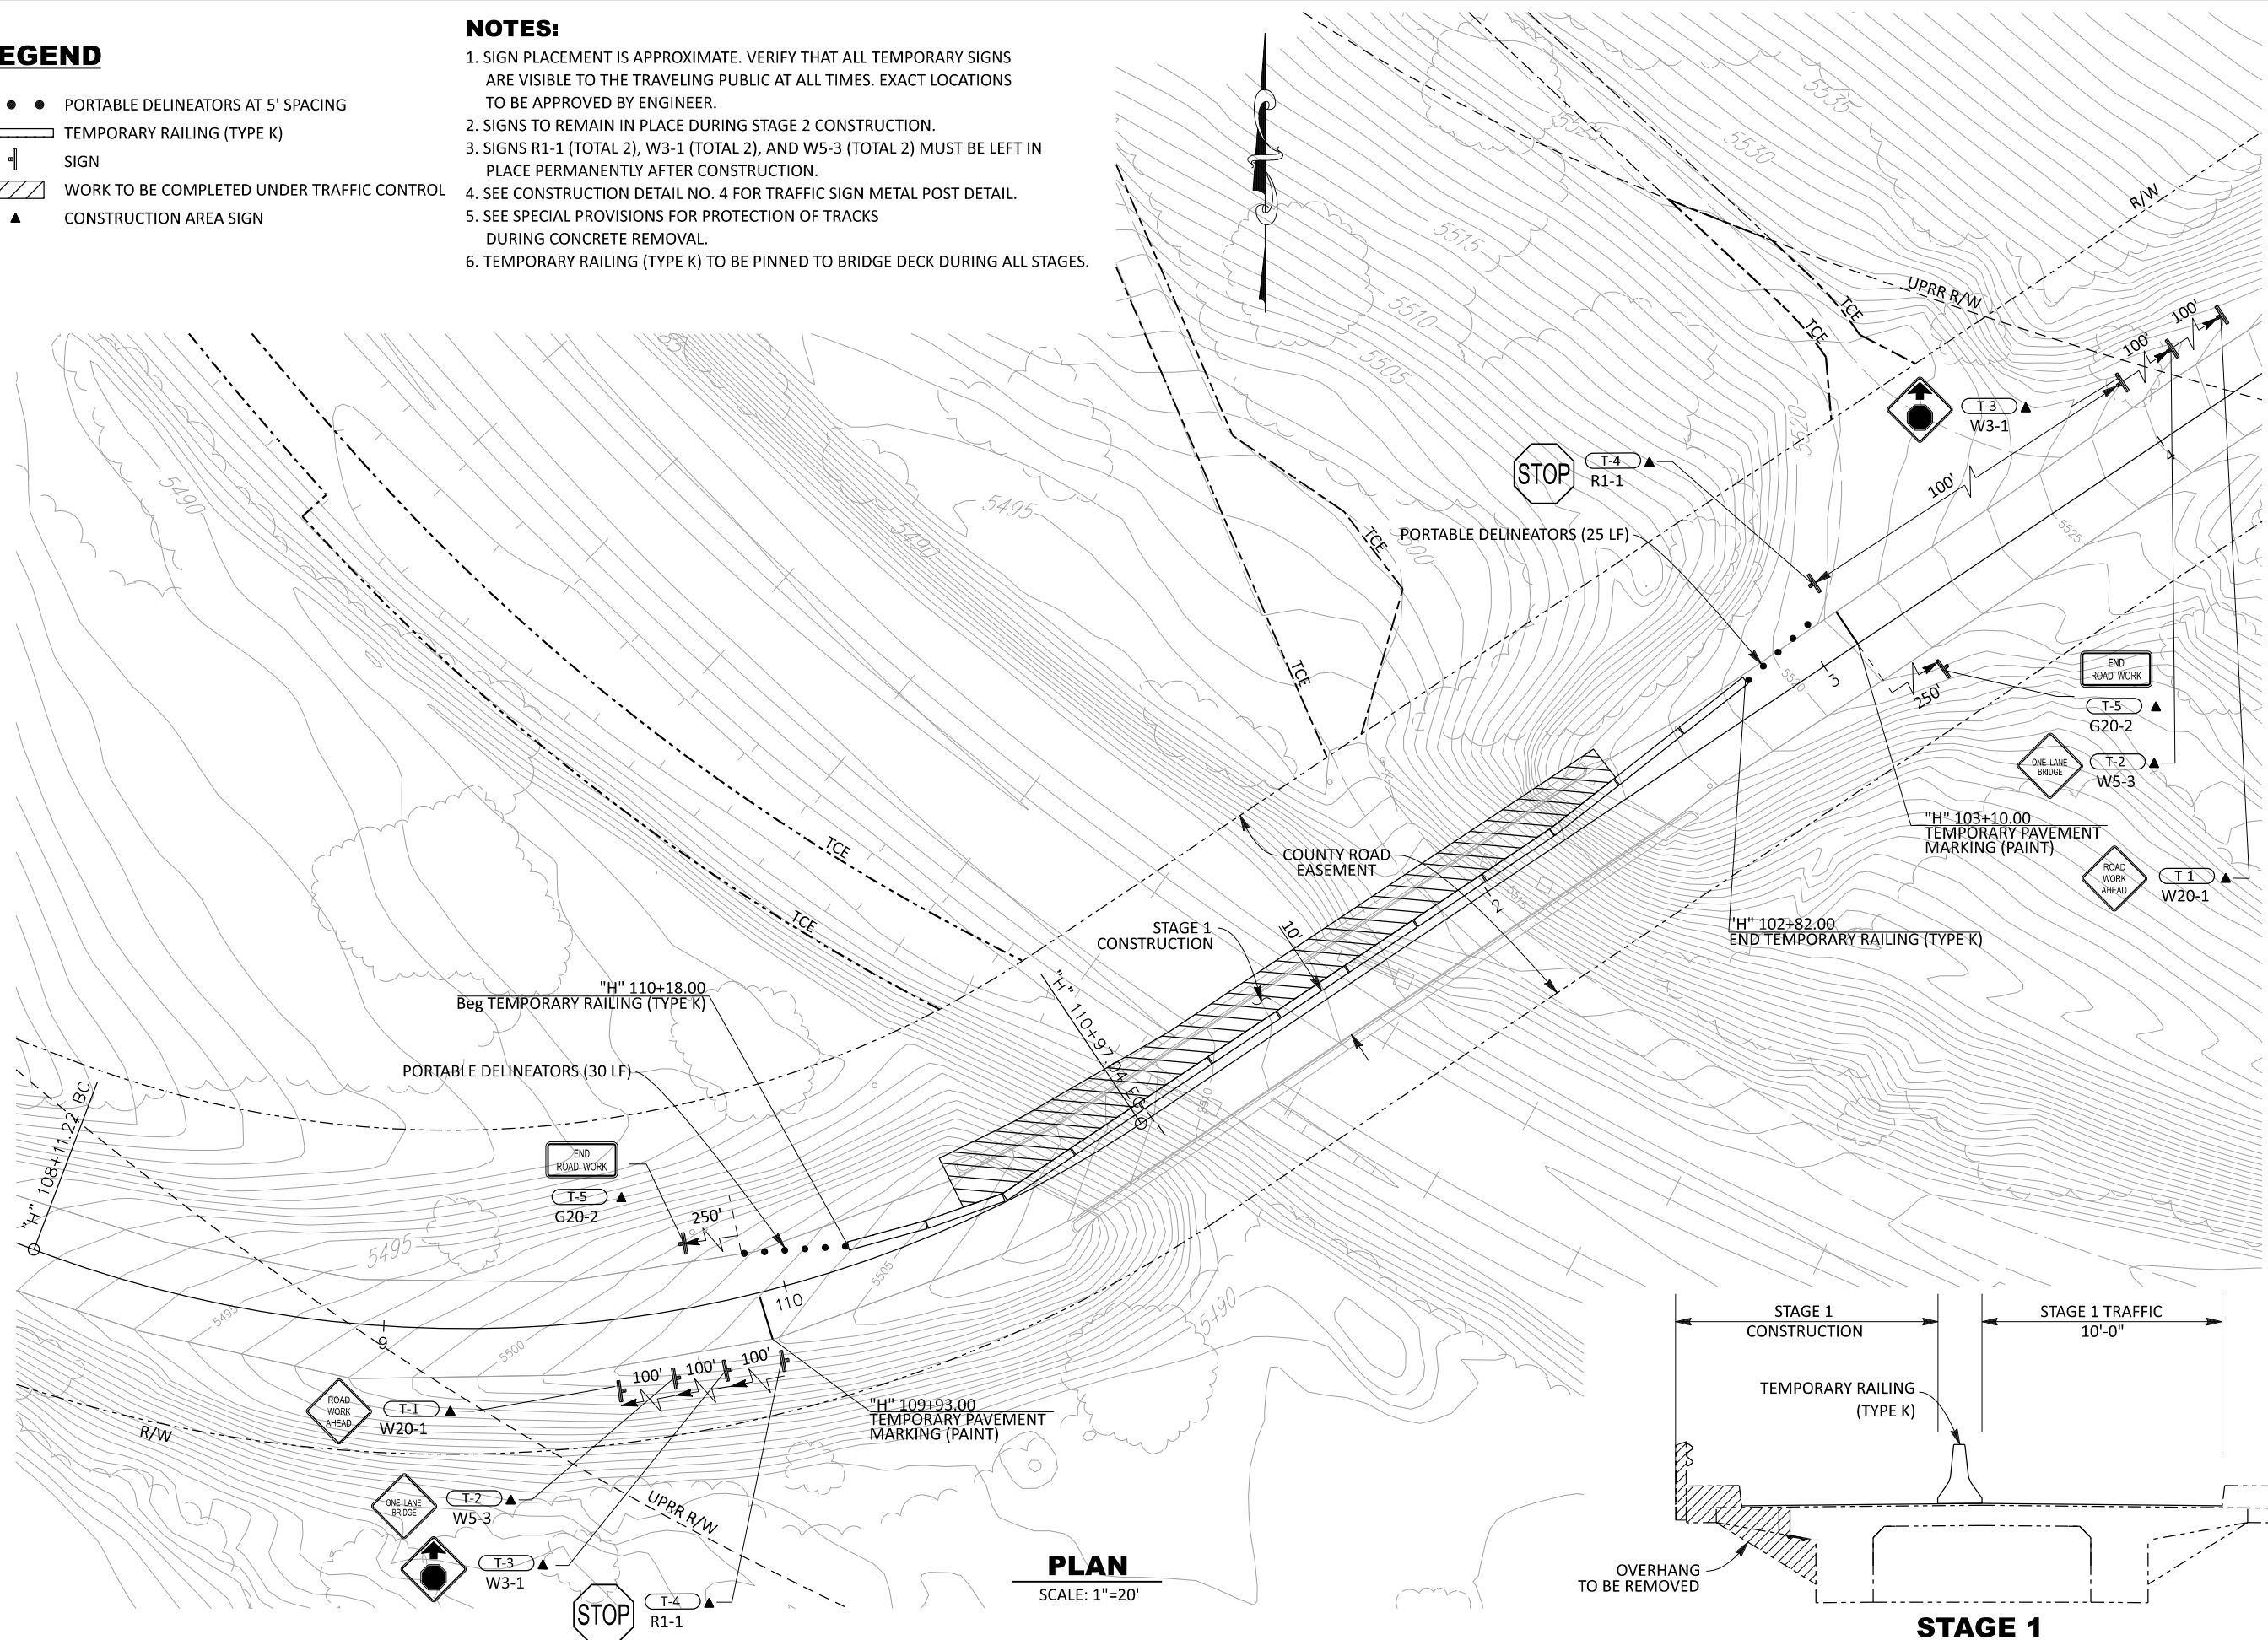 EGEND
PORTABLE DELINEATORS AT 5' SPACING
TEMPORARY RAILING (TYPE K)
SIGN
WORK TO BE COMPLETED UNDER TRAFFIC CONTROL
CONSTRUCTION AREA SIGN
NOTES:
1. SIGN PLACEMENT IS APPROXIMATE. VERIFY THAT ALL TEMPORARY SIGNS
ARE VISIBLE TO THE TRAVELING PUBLIC AT ALL TIMES. EXACT LOCATIONS
TO BE APPROVED BY ENGINEER.
2. SIGNS TO REMAIN IN PLACE DURING STAGE 2 CONSTRUCTION.
3. SIGNS R1-1 (TOTAL 2), W3-1 (TOTAL 2), AND W5-3 (TOTAL 2) MUST BE LEFT IN
PLACE PERMANENTLY AFTER CONSTRUCTION.
4. SEE CONSTRUCTION DETAIL NO. 4 FOR TRAFFIC SIGN METAL POST DETAIL.
5. SEE SPECIAL PROVISIONS FOR PROTECTION OF TRACKS
DURING CONCRETE REMOVAL.
6. TEMPORARY RAILING (TYPE K) TO BE PINNED TO BRIDGE DECK DURING ALL STAGES.
5535
5525
5530
5515
5510
5505
R/W
UPRR R/W
TCE
TCE
100'
100'
T-3
W3-1
4
STOP
T-4
R1-1
100'
5490
5495
5490
PORTABLE DELINEATORS (25 LF)
TCE
5525
TCE
5520
3
250'
END
ROAD WORK
T-5
G20-2
ONE LANE
BRIDGE
T-2
W5-3
"H" 103+10.00
TEMPORARY PAVEMENT
MARKING (PAINT)
ROAD
WORK
AHEAD
T-1
W20-1
TCE
COUNTY ROAD
EASEMENT
2
5515
TCE
STAGE 1
CONSTRUCTION
10'
"H" 102+82.00
END TEMPORARY RAILING (TYPE K)
"H" 110+18.00
Beg TEMPORARY RAILING (TYPE K)
"H" 110+97.04 EC
1
5510
PORTABLE DELINEATORS (30 LF)
"H" 108+11.22 BC
END
ROAD WORK
T-5
G20-2
250'
5495
5505
5495
110
9
5500
5490
100'
100'
100'
ROAD
WORK
AHEAD
T-1
W20-1
R/W
"H" 109+93.00
TEMPORARY PAVEMENT
MARKING (PAINT)
ONE LANE
BRIDGE
T-2
W5-3
UPRR R/W
T-3
W3-1
STOP
T-4
R1-1
PLAN
SCALE: 1"=20'
STAGE 1
CONSTRUCTION
STAGE 1 TRAFFIC
10'-0"
TEMPORARY RAILING
(TYPE K)
OVERHANG
TO BE REMOVED
STAGE 1